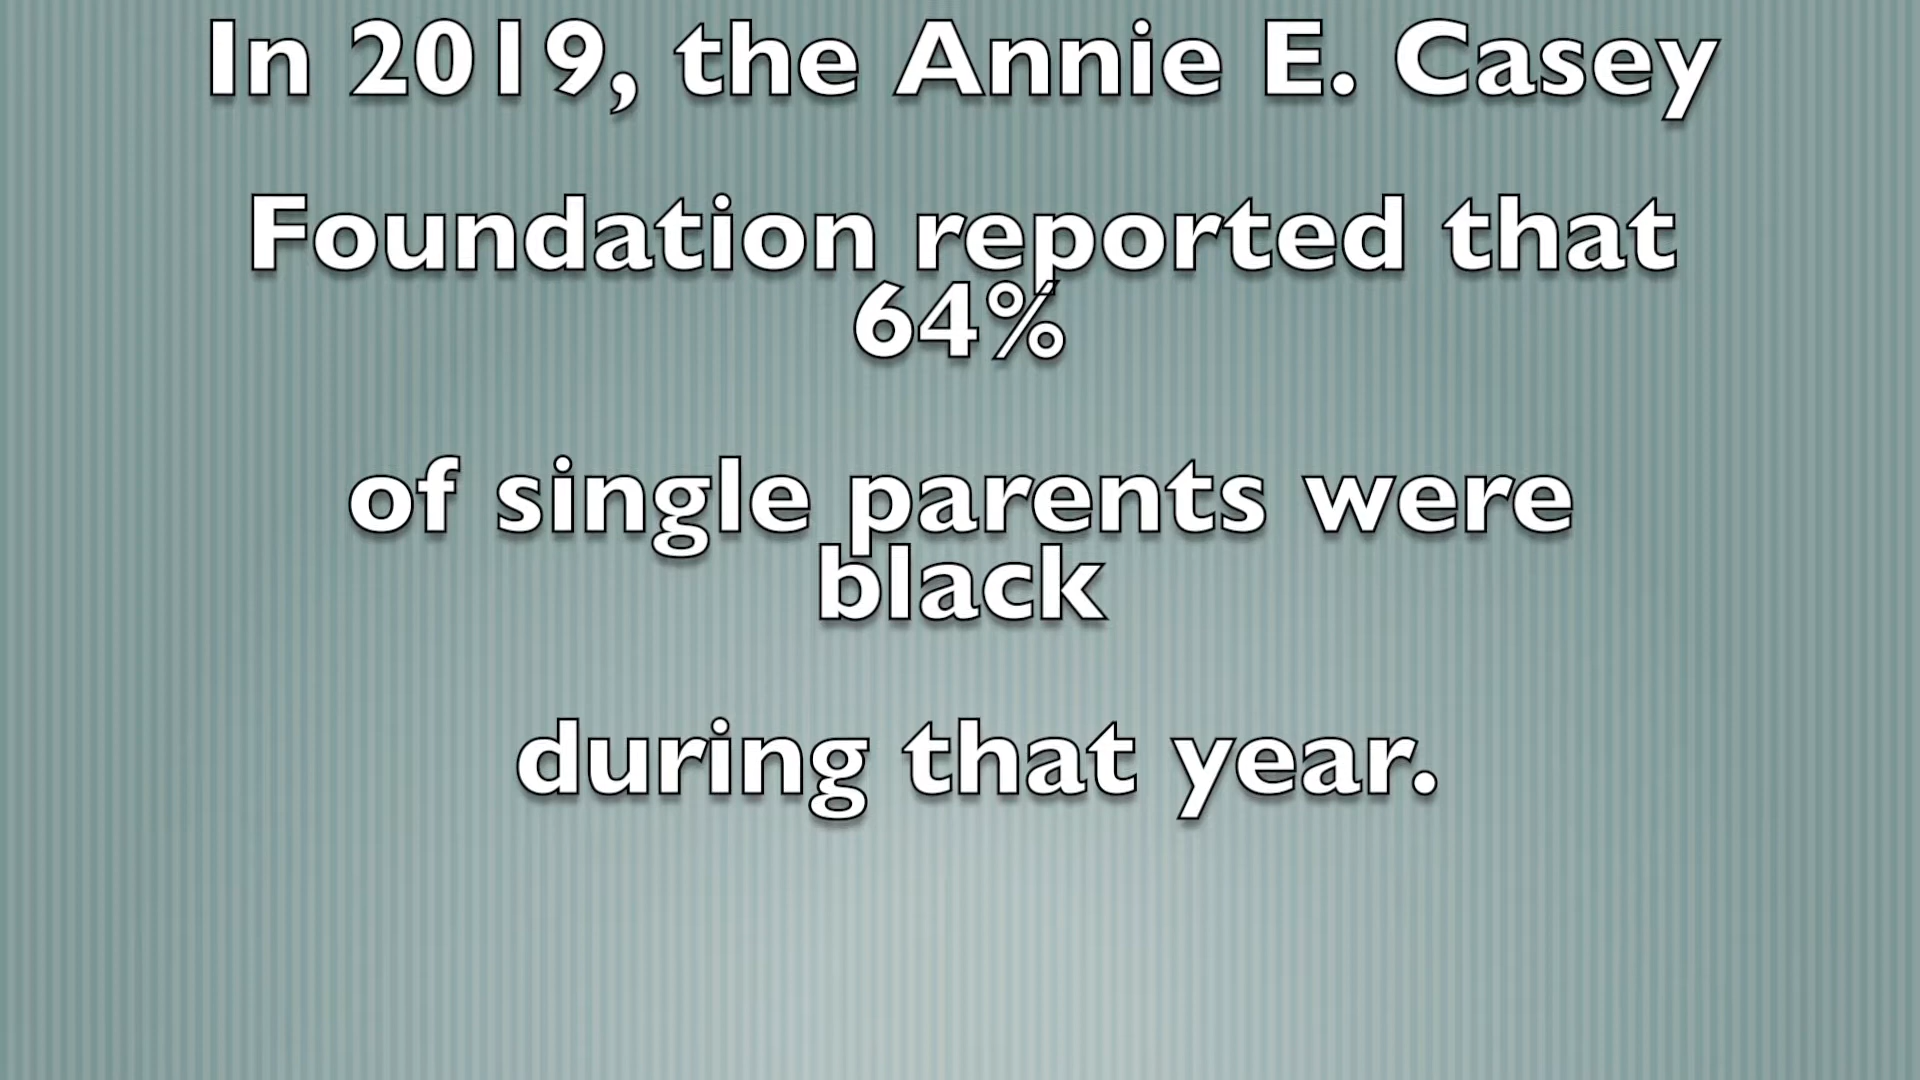 In 2019, the Annie E. Casey
Foundation reported that
64%
of single parents were
black
during that year.